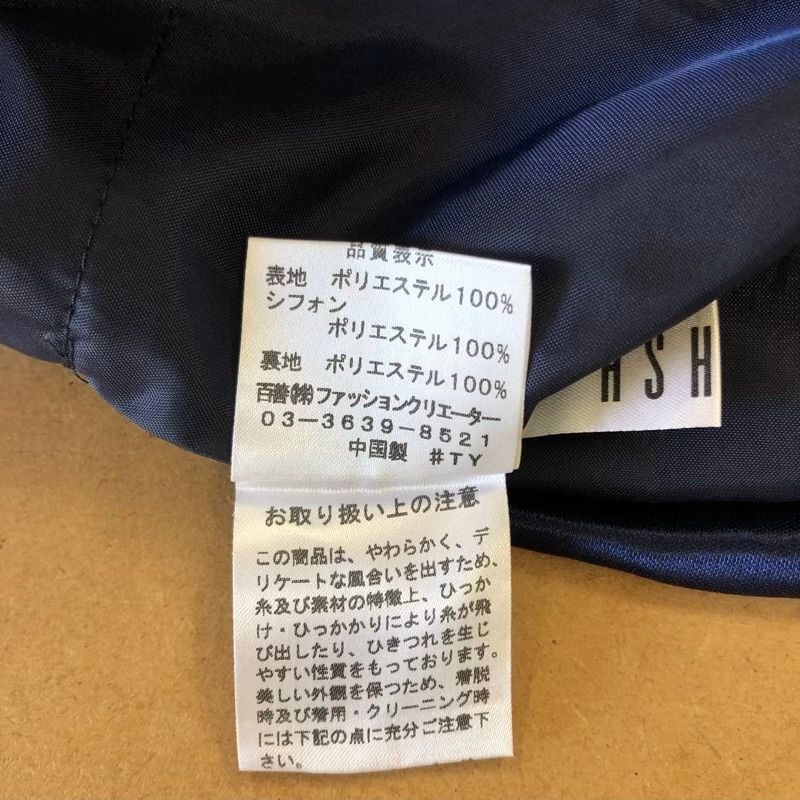 品質表示
表地 ポリエステル100%
シフォン
ポリエステル100%
裏地 ポリエステル100%
百善㈱ファッションクリエーター
03-3639-8521
中国製 #TY
HSH
お取り扱い上の注意
この商品は、やわらかく、デ
リケートな風合いを出すため、
糸及び素材の特徴上、ひっか
け・ひっかかりにより糸が飛
び出したり、ひきつれを生じ
やすい性質をもっております。
美しい外観を保つため、着脱
時及び着用・クリーニング時
には下記の点に充分ご注意下
さい。